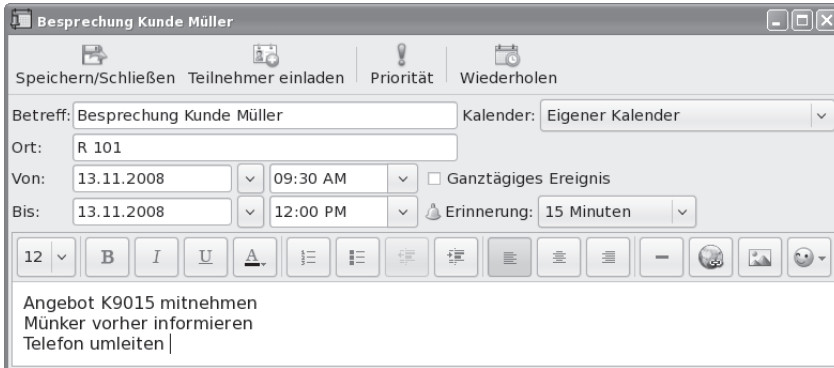 Besprechung Kunde Müller
Speichern/Schließen Teilnehmer einladen Priorität Wiederholen
Betreff: Besprechung Kunde Müller Kalender: Eigener Kalender
Ort: R 101
Von: 13.11.2008 09:30 AM Ganztägiges Ereignis
Bis: 13.11.2008 12:00 PM Erinnerung: 15 Minuten
12 B I U A
Angebot K9015 mitnehmen
Münker vorher informieren
Telefon umleiten